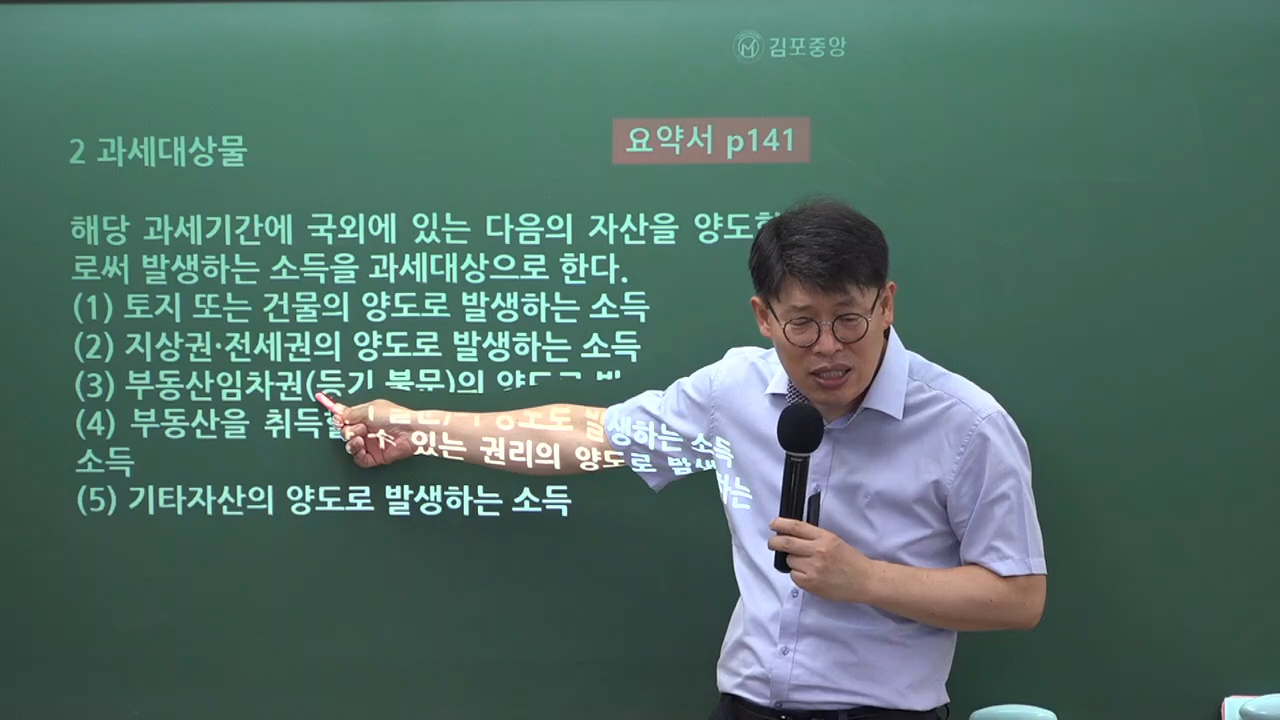 김포중앙
2 과세대상물
요약서 p141
해당 과세기간에 국외에 있는 다음의 자산을 양도함으
로써 발생하는 소득을 과세대상으로 한다.
(1) 토지 또는 건물의 양도로 발생하는 소득
(2) 지상권·전세권의 양도로 발생하는 소득
(3) 부동산임차권(등기 불문)의 양도로 발생하는 소득
(4) 부동산을 취득할 수 있는 권리의 양도로 발생하는
소득
(5) 기타자산의 양도로 발생하는 소득